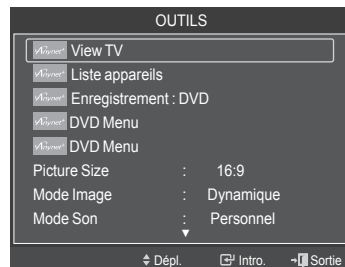 OUTILS
Anynet+ View TV
Anynet+ Liste appareils
Anynet+ Enregistrement : DVD
Anynet+ DVD Menu
Anynet+ DVD Menu
Picture Size : 16:9
Mode Image : Dynamique
Mode Son : Personnel
Dépl. Intro. Sortie